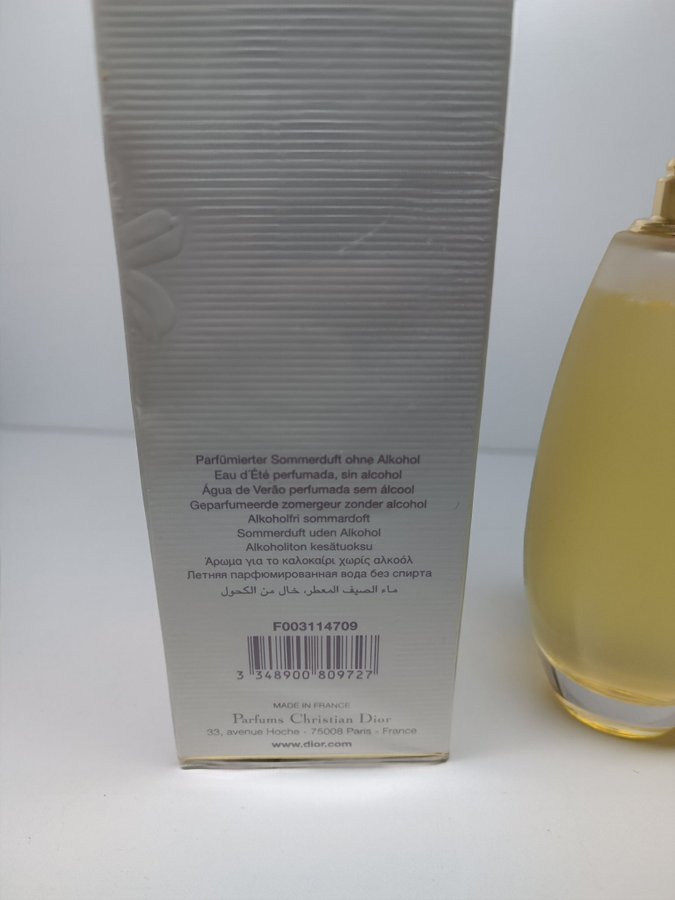 Parfümierter Sommerduft ohne Alkohol
Eau d'Été perfumada, sin alcohol
Água de Verão perfumada sem álcool
Geparfumeerde zomergeur zonder alcohol
Alkoholfri sommardoft
Sommerduft uden Alkohol
Alkoholiton kesätuoksu
Άρωμα για το καλοκαίρι χωρίς αλκοόλ
Летняя парфюмированная вода без спирта
ماء الصيف المعطر، خال من الكحول
F003114709
3 348900 809727
MADE IN FRANCE
Parfums Christian Dior
33, avenue Hoche - 75008 Paris - France
www.dior.com